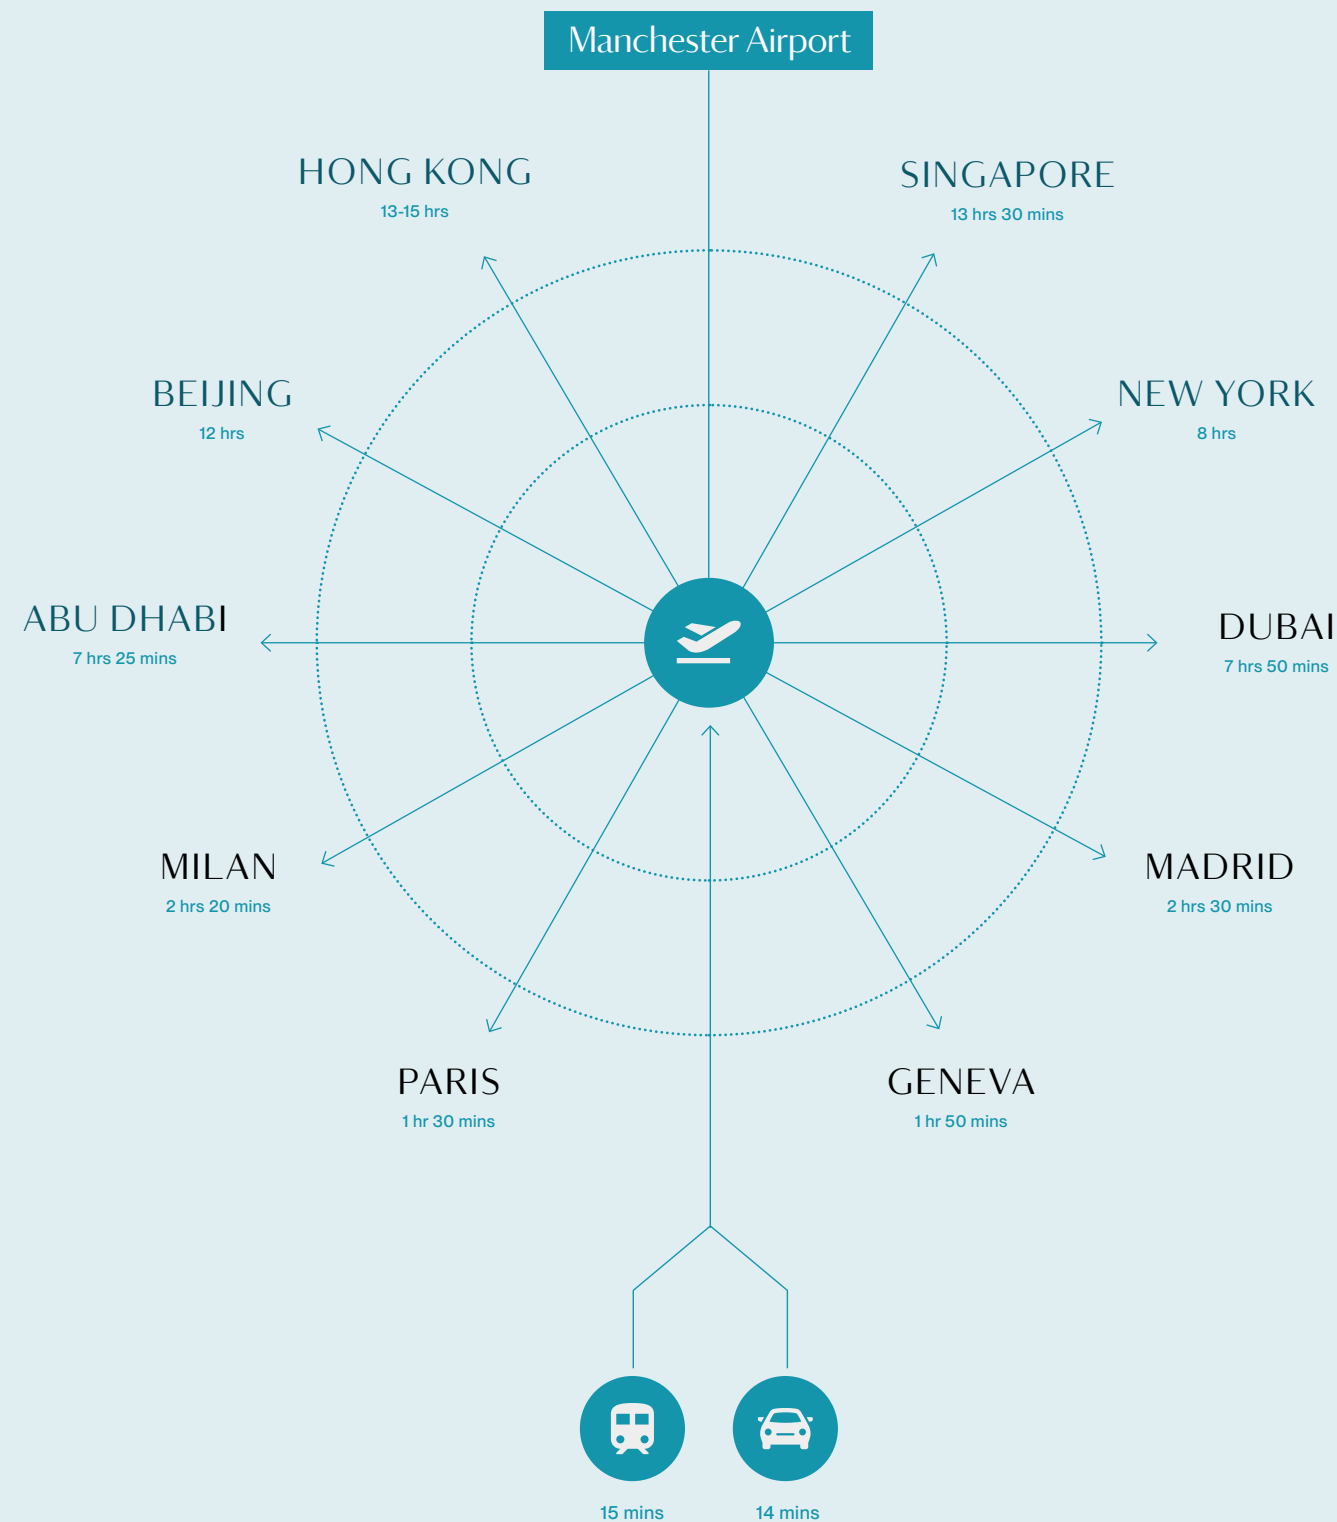 Manchester Airport
HONG KONG
13-15 hrs
SINGAPORE
13 hrs 30 mins
BEIJING
12 hrs
NEW YORK
8 hrs
ABU DHABI
7 hrs 25 mins
DUBAI
7 hrs 50 mins
MILAN
2 hrs 20 mins
MADRID
2 hrs 30 mins
PARIS
1 hr 30 mins
GENEVA
1 hr 50 mins
15 mins
14 mins